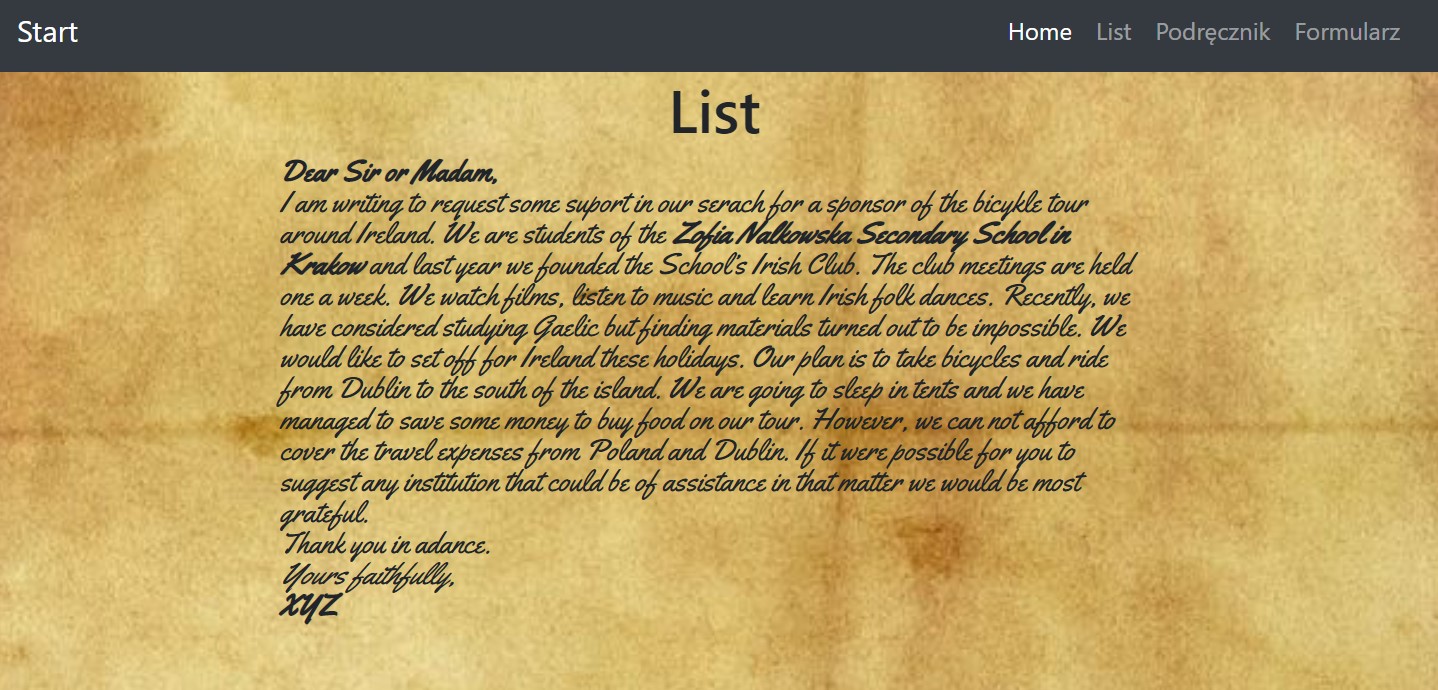 Start
Home List Podręcznik Formularz
List
Dear Sir or Madam,
I am writing to request some suport in our serach for a sponsor of the bicykle tour
around Ireland. We are students of the Zofia Nalkowska Secondary School in
Krakow and last year we founded the School's Irish Club. The club meetings are held
one a week. We watch films, listen to music and learn Irish folk dances. Recently, we
have considered studying Gaelic but finding materials turned out to be impossible. We
would like to set off for Ireland these holidays. Our plan is to take bicycles and ride
from Dublin to the south of the island. We are going to sleep in tents and we have
managed to save some money to buy food on our tour. However, we can not afford to
cover the travel expenses from Poland and Dublin. If it were possible for you to
suggest any institution that could be of assistance in that matter we would be most
grateful.
Thank you in adance.
Yours faithfully,
XYZ